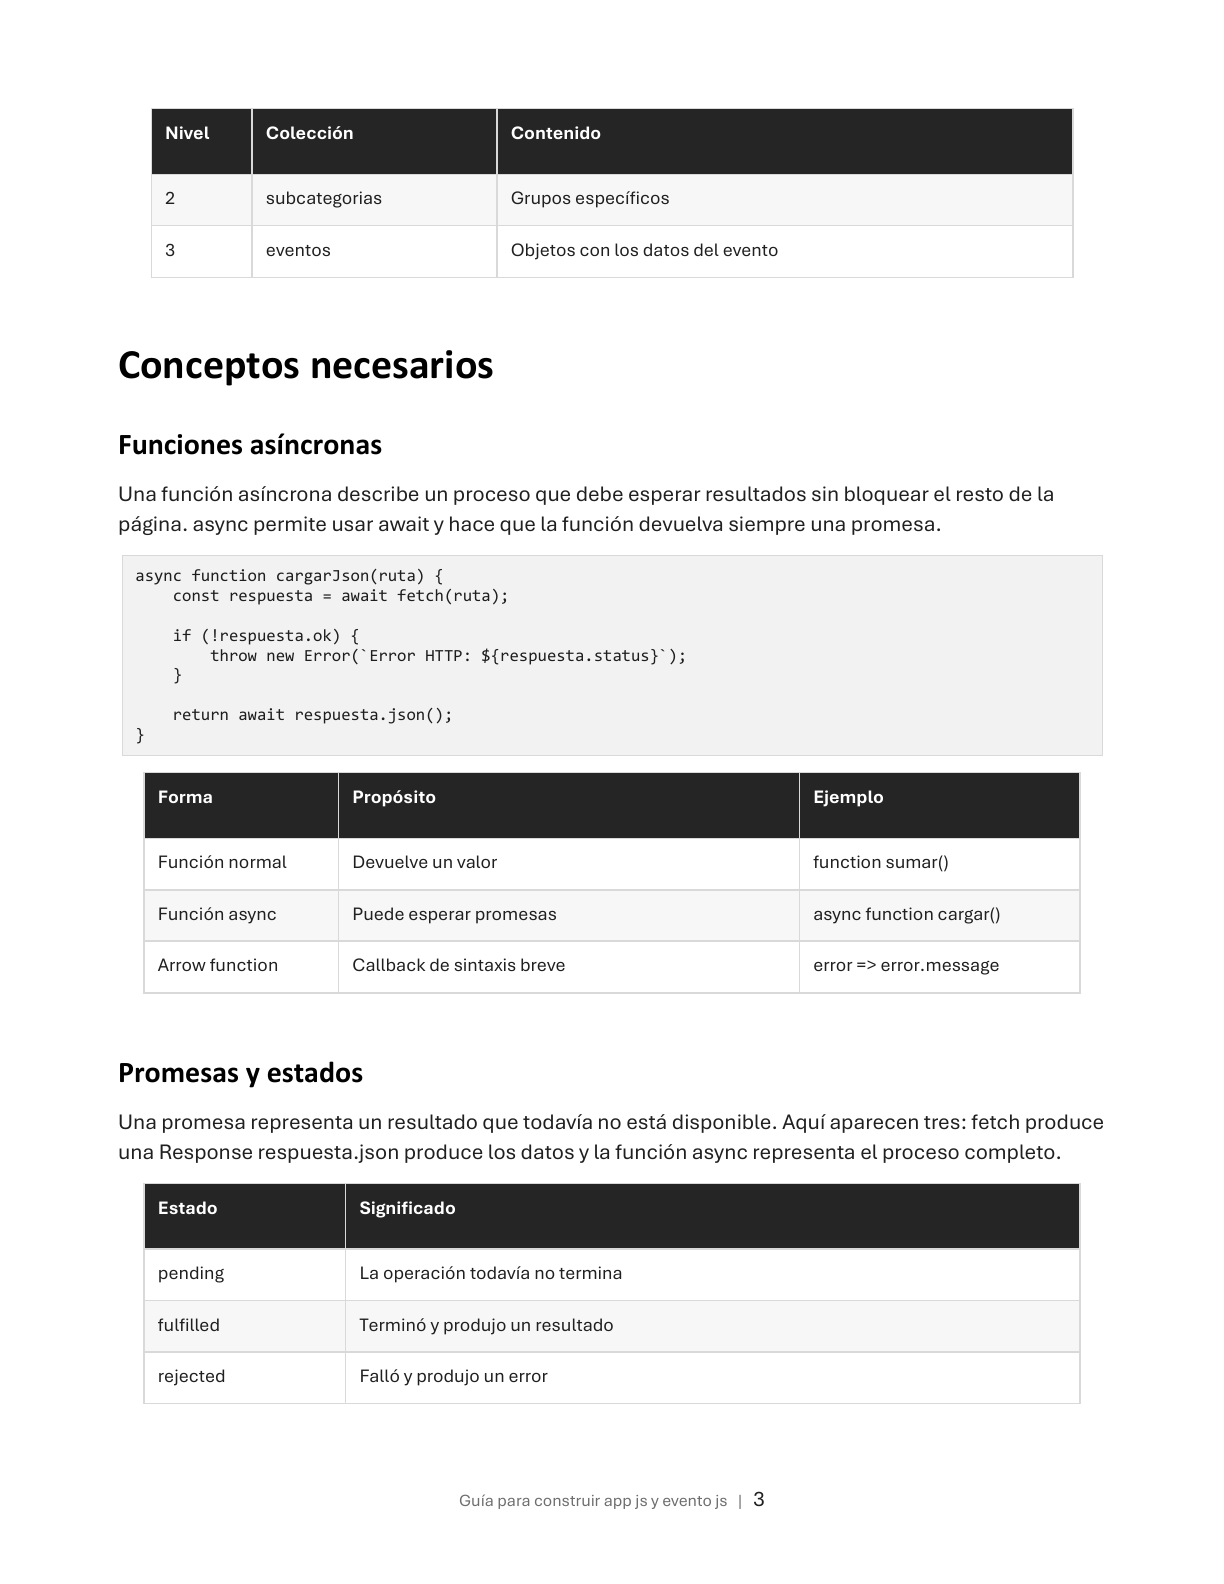 Nivel Colección Contenido
2 subcategorias Grupos específicos
3 eventos Objetos con los datos del evento
Conceptos necesarios
Funciones asíncronas
Una función asíncrona describe un proceso que debe esperar resultados sin bloquear el resto de la
página. async permite usar await y hace que la función devuelva siempre una promesa.
async function cargarJson(ruta) {
    const respuesta = await fetch(ruta);
    if (!respuesta.ok) {
        throw new Error(`Error HTTP: ${respuesta.status}`);
    }
    return await respuesta.json();
}
Forma Propósito Ejemplo
Función normal Devuelve un valor function sumar()
Función async Puede esperar promesas async function cargar()
Arrow function Callback de sintaxis breve error => error.message
Promesas y estados
Una promesa representa un resultado que todavía no está disponible. Aquí aparecen tres: fetch produce
una Response respuesta.json produce los datos y la función async representa el proceso completo.
Estado Significado
pending La operación todavía no termina
fulfilled Terminó y produjo un resultado
rejected Falló y produjo un error
Guía para construir app js y evento js | 3